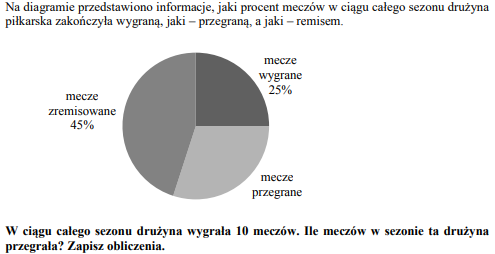 Na diagramie przedstawiono informacje, jaki procent meczów w ciągu całego sezonu drużyna
piłkarska zakończyła wygraną, jaki – przegraną, a jaki – remisem.
mecze
wygrane
25%
mecze
zremisowane
45%
mecze
przegrane
W ciągu całego sezonu drużyna wygrała 10 meczów. Ile meczów w sezonie ta drużyna
przegrała? Zapisz obliczenia.